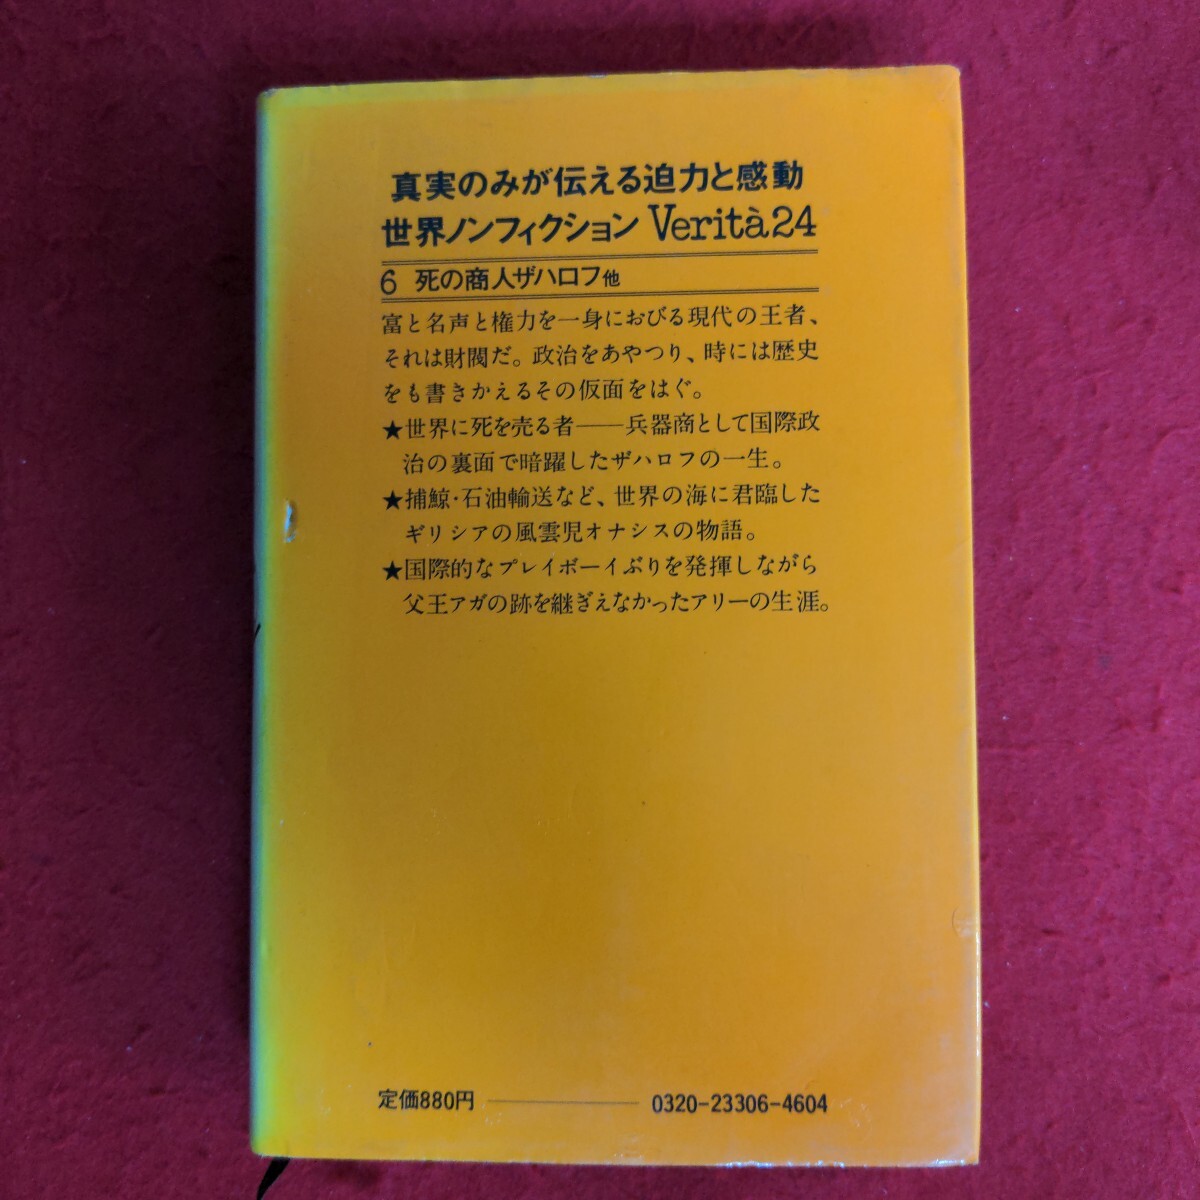 真実のみが伝える迫力と感動
世界ノンフィクション Verità24
6 死の商人ザハロフ他
富と名声と権力を一身におびる現代の王者、
それは財閥だ。政治をあやつり、時には歴史
をも書きかえるその仮面をはぐ。
★世界に死を売る者——兵器商として国際政
治の裏面で暗躍したザハロフの一生。
★捕鯨・石油輸送など、世界の海に君臨した
ギリシアの風雲児オナシスの物語。
★国際的なプレイボーイぶりを発揮しながら
父王アガの跡を継ぎえなかったアリーの生涯。
定価880円 ———— 0320-23306-4604